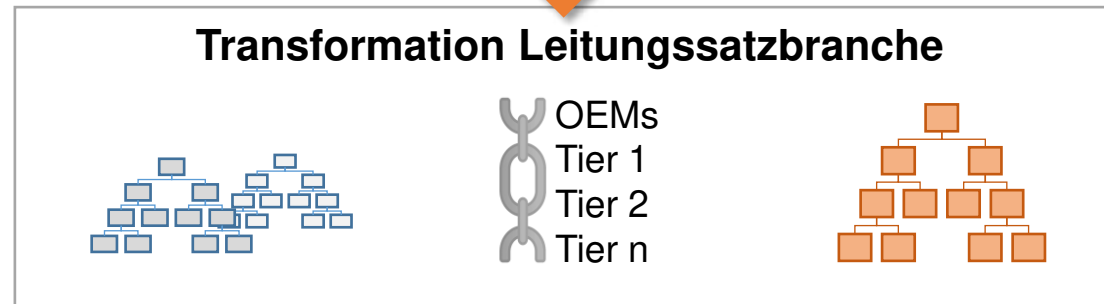 Transformation Leitungssatzbranche
OEMs
Tier 1
Tier 2
Tier n